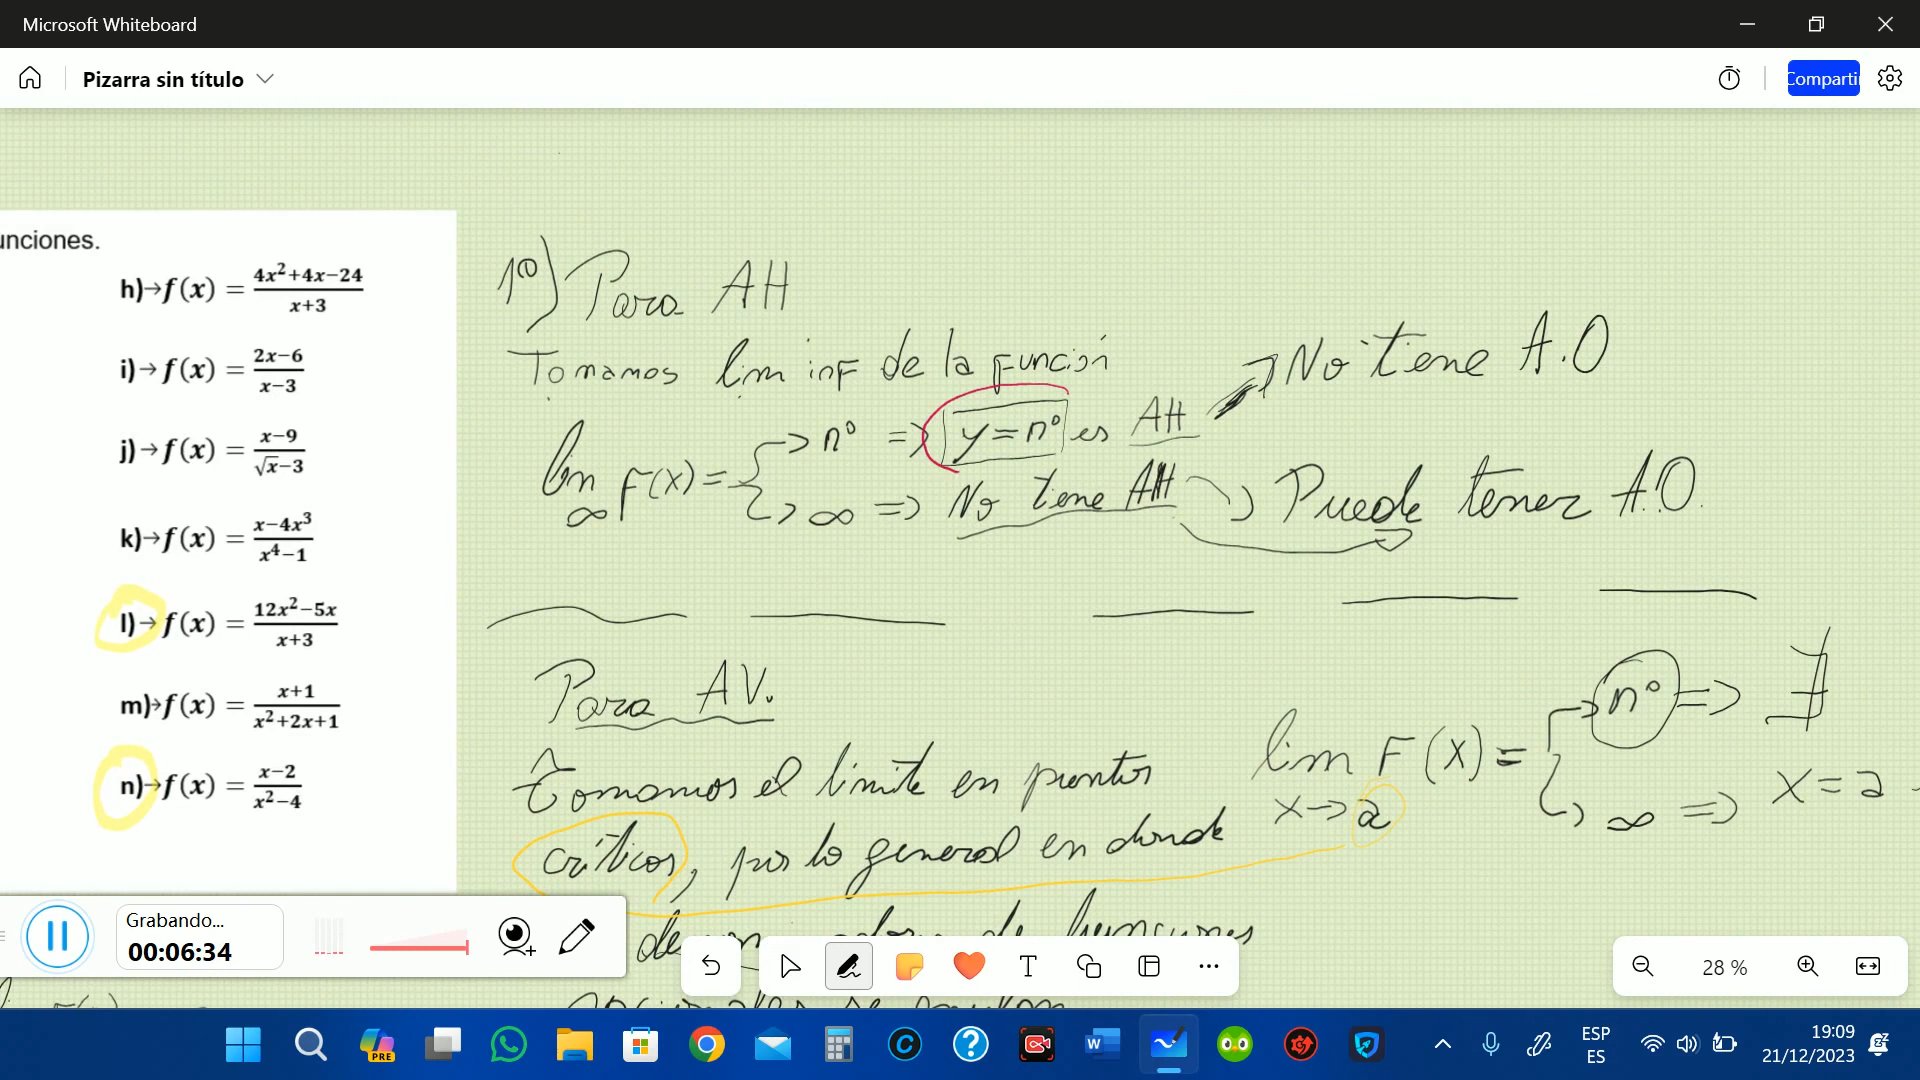 Microsoft Whiteboard
Pizarra sin título
Comparti
unciones.
h)→f(x) = (4x²+4x−24)/(x+3)
i)→f(x) = (2x−6)/(x−3)
j)→f(x) = (x−9)/(√x−3)
k)→f(x) = (x−4x³)/(x⁴−1)
l)→f(x) = (12x²−5x)/(x+3)
m)→f(x) = (x+1)/(x²+2x+1)
n)→f(x) = (x−2)/(x²−4)
1º) Para AH
Tomamos lim inf de la función
No tiene A.O
lim ∞ F(x) = { → nº => y = nº es AH
→ ∞ => No tiene AH → Puede tener A.O.
Para AV.
Tomamos el límite en puntos
críticos, por lo general en donde
lim x→a F(x) = { → nº => ∄
→ ∞ => x = a
de funciones
Grabando...
00:06:34
T
28 %
PRE
W
ESP
ES
19:09
21/12/2023